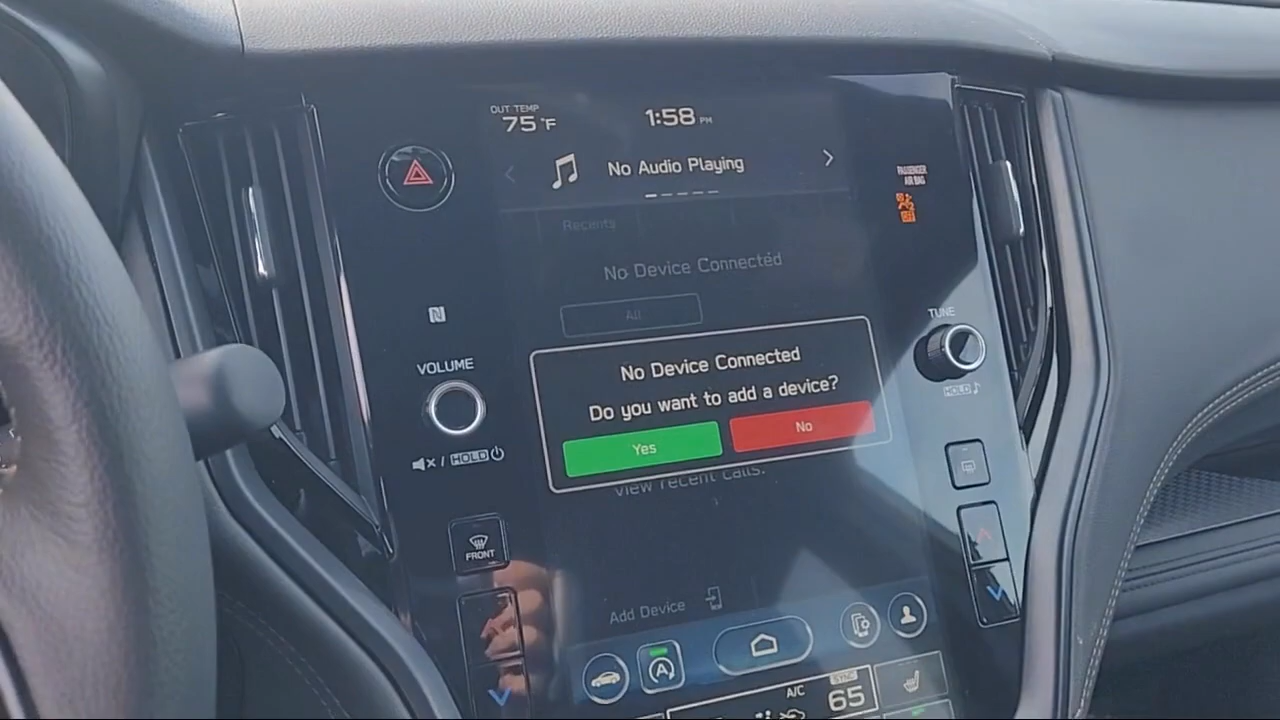 OUT TEMP
75 °F
1:58 PM
No Audio Playing
PASSENGER
AIR BAG
OFF
Recents
No Device Connected
All
TUNE
HOLD
VOLUME
/ HOLD
No Device Connected
Do you want to add a device?
Yes
No
view recent calls.
FRONT
Add Device
A
A/C
SYNC
65